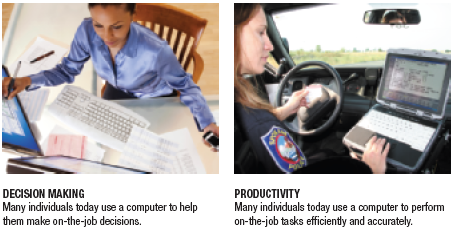 DECISION MAKING
Many individuals today use a computer to help
them make on-the-job decisions.
PRODUCTIVITY
Many individuals today use a computer to perform
on-the-job tasks efficiently and accurately.